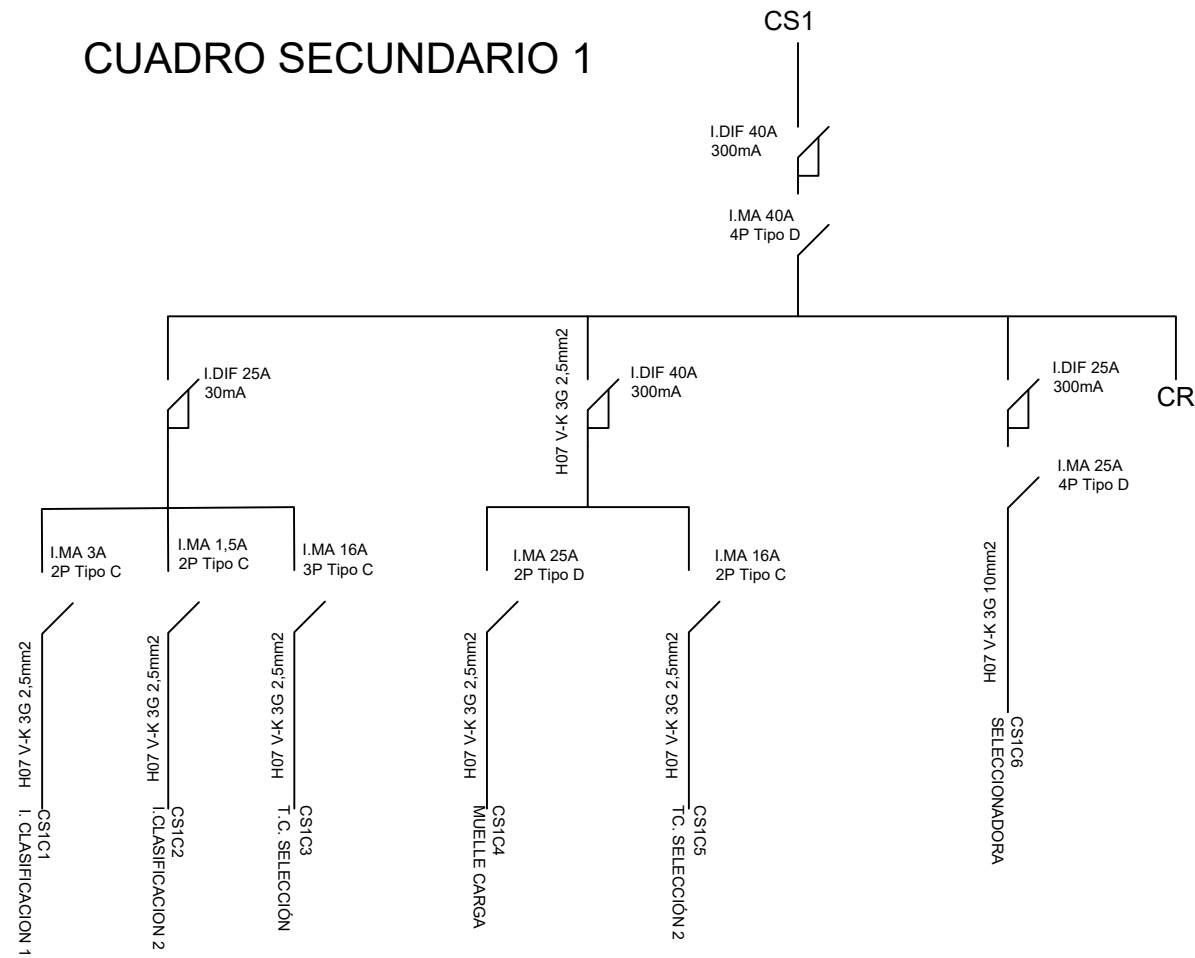 CUADRO SECUNDARIO 1
CS1
I.DIF 40A
300mA
I.MA 40A
4P Tipo D
I.DIF 25A
30mA
H07 V-K 3G 2,5mm2
I.DIF 40A
300mA
I.DIF 25A
300mA
CR
I.MA 3A
2P Tipo C
I.MA 1,5A
2P Tipo C
I.MA 16A
3P Tipo C
I.MA 25A
2P Tipo D
I.MA 16A
2P Tipo C
I.MA 25A
4P Tipo D
H07 V-K 3G 2,5mm2
H07 V-K 3G 2,5mm2
H07 V-K 3G 2,5mm2
H07 V-K 3G 2,5mm2
H07 V-K 3G 2,5mm2
H07 V-K 3G 10mm2
CS1C1
I. CLASIFICACION 1
CS1C2
I.CLASIFICACION 2
CS1C3
T.C. SELECCIÓN
CS1C4
MUELLE CARGA
CS1C5
TC. SELECCIÓN 2
CS1C6
SELECCIONADORA